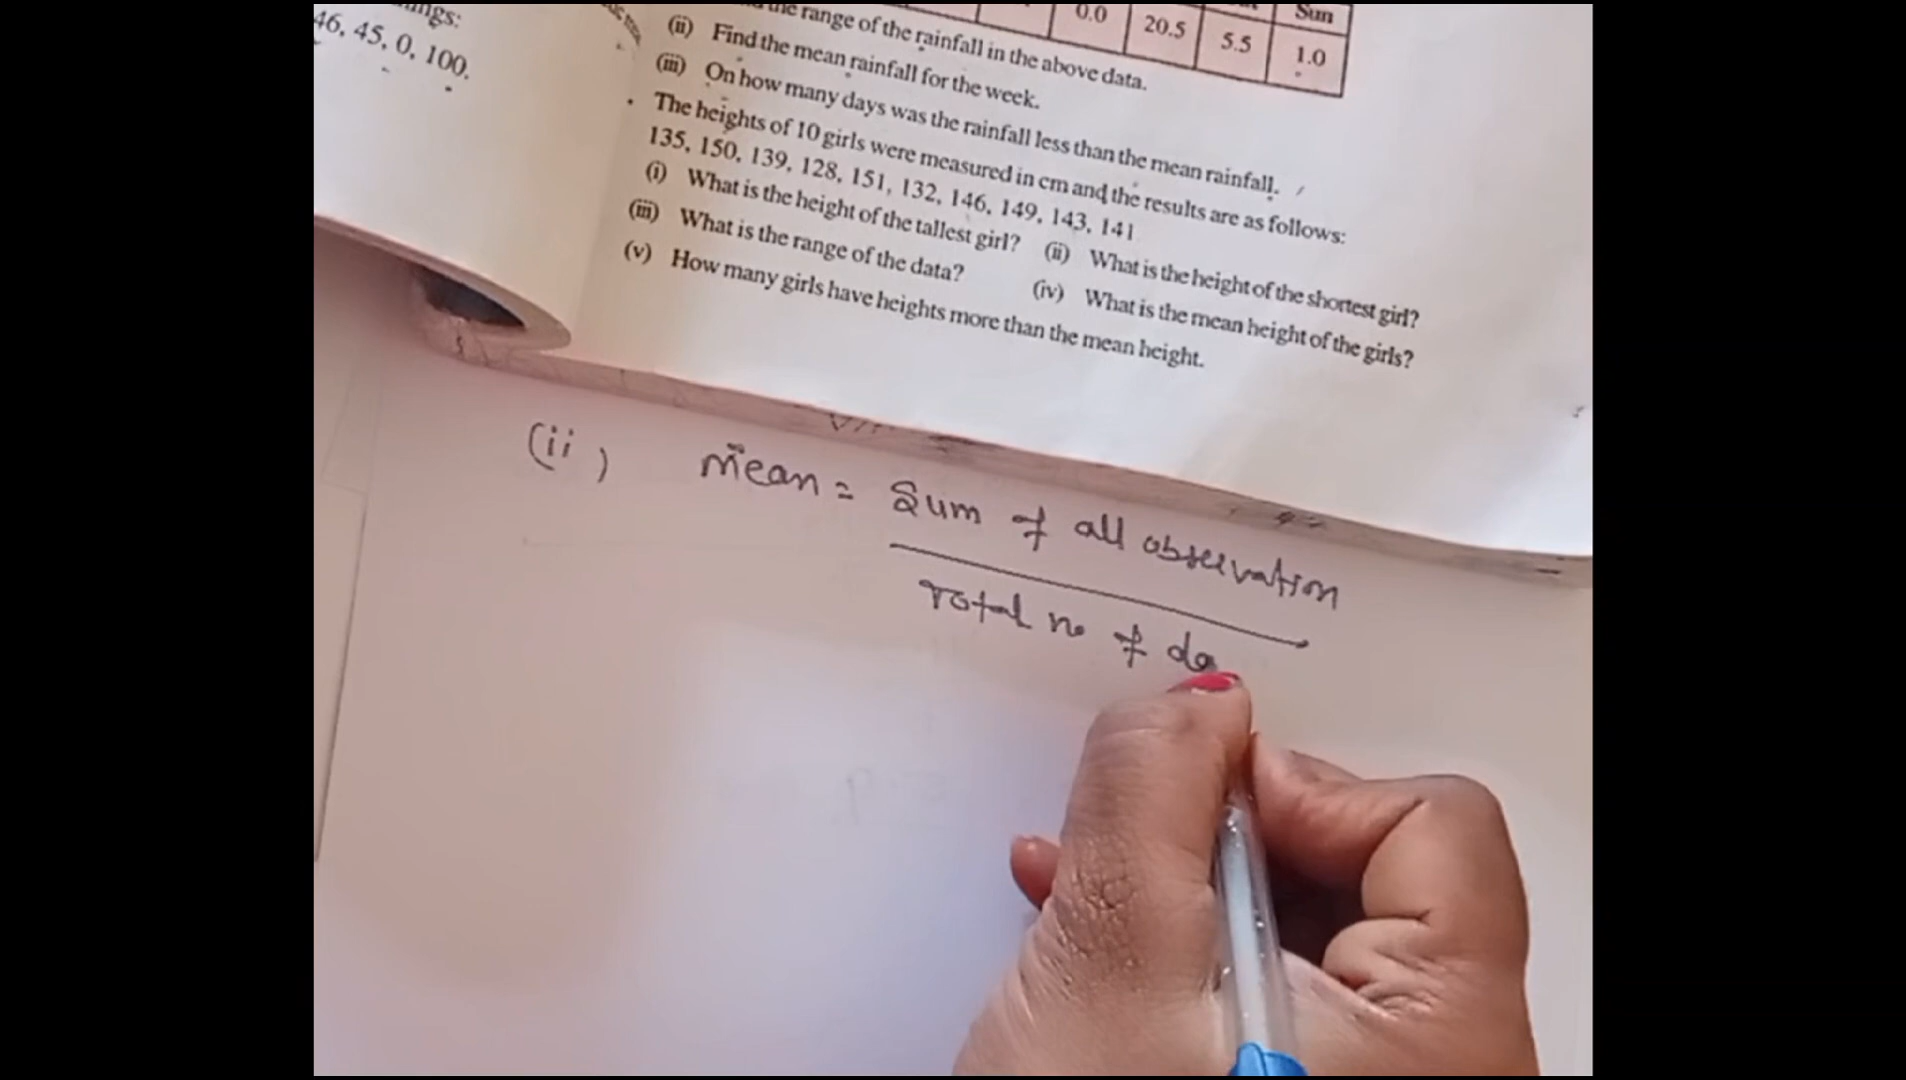 46, 45, 0, 100.
Sun
0.0 20.5 5.5 1.0
range of the rainfall in the above data.
(ii) Find the mean rainfall for the week.
(iii) On how many days was the rainfall less than the mean rainfall.
The heights of 10 girls were measured in cm and the results are as follows:
135, 150, 139, 128, 151, 132, 146, 149, 143, 141
(i) What is the height of the tallest girl? (ii) What is the height of the shortest girl?
(iii) What is the range of the data? (iv) What is the mean height of the girls?
(v) How many girls have heights more than the mean height.
(ii) mean = Sum of all observation
Total no of da